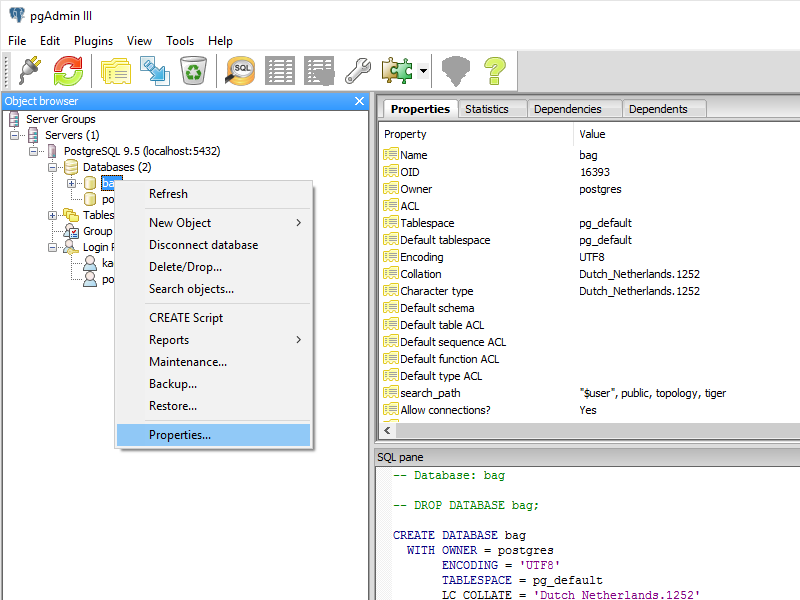 pgAdmin III
File Edit Plugins View Tools Help
SQL
Object browser
Server Groups
Servers (1)
PostgreSQL 9.5 (localhost:5432)
Databases (2)
ba
po
Tables
Group
Login
ka
po
Refresh
New Object
Disconnect database
Delete/Drop...
Search objects...
CREATE Script
Reports
Maintenance...
Backup...
Restore...
Properties...
Properties Statistics Dependencies Dependents
Property Value
Name bag
OID 16393
Owner postgres
ACL
Tablespace pg_default
Default tablespace pg_default
Encoding UTF8
Collation Dutch_Netherlands.1252
Character type Dutch_Netherlands.1252
Default schema
Default table ACL
Default sequence ACL
Default function ACL
Default type ACL
search_path "$user", public, topology, tiger
Allow connections? Yes
SQL pane
-- Database: bag
-- DROP DATABASE bag;
CREATE DATABASE bag
WITH OWNER = postgres
ENCODING = 'UTF8'
TABLESPACE = pg_default
LC_COLLATE = 'Dutch_Netherlands.1252'